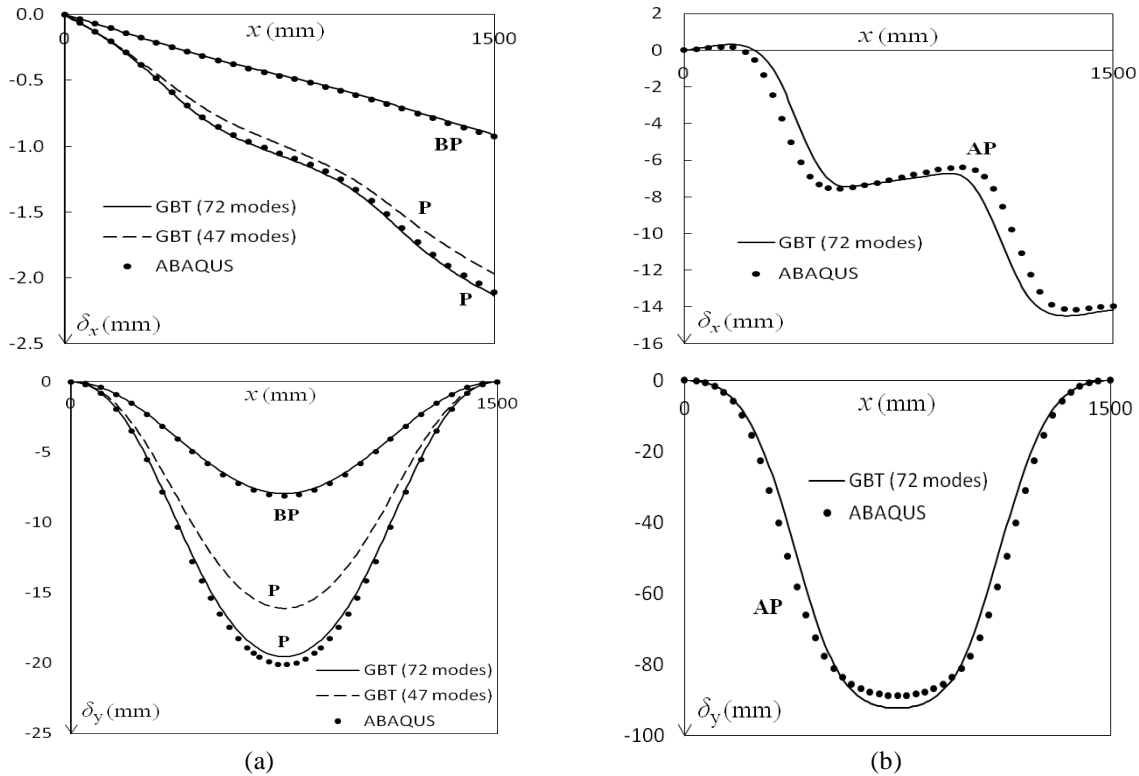 0.0
-0.5
-1.0
-1.5
-2.0
-2.5
0
x (mm)
1500
BP
P
P
GBT (72 modes)
GBT (47 modes)
ABAQUS
δx (mm)
2
0
-2
-4
-6
-8
-10
-12
-14
-16
0
x (mm)
1500
AP
GBT (72 modes)
ABAQUS
δx (mm)
0
-5
-10
-15
-20
-25
0
x (mm)
1500
BP
P
P
GBT (72 modes)
GBT (47 modes)
ABAQUS
δy (mm)
(a)
0
-20
-40
-60
-80
-100
0
x (mm)
1500
GBT (72 modes)
ABAQUS
AP
δy (mm)
(b)